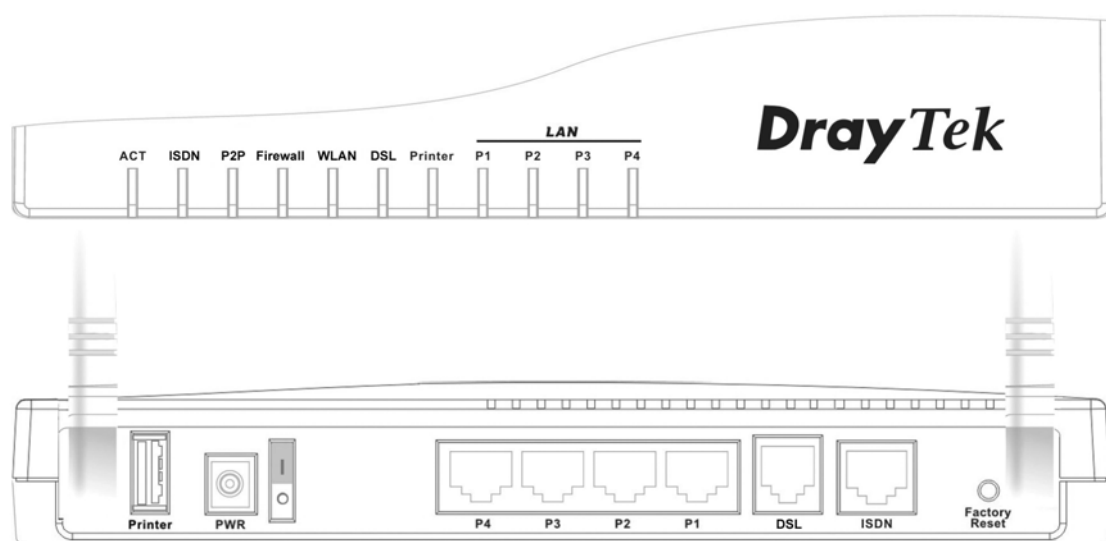 DrayTek
LAN
ACT ISDN P2P Firewall WLAN DSL Printer P1 P2 P3 P4
Printer PWR P4 P3 P2 P1 DSL ISDN Factory
Reset